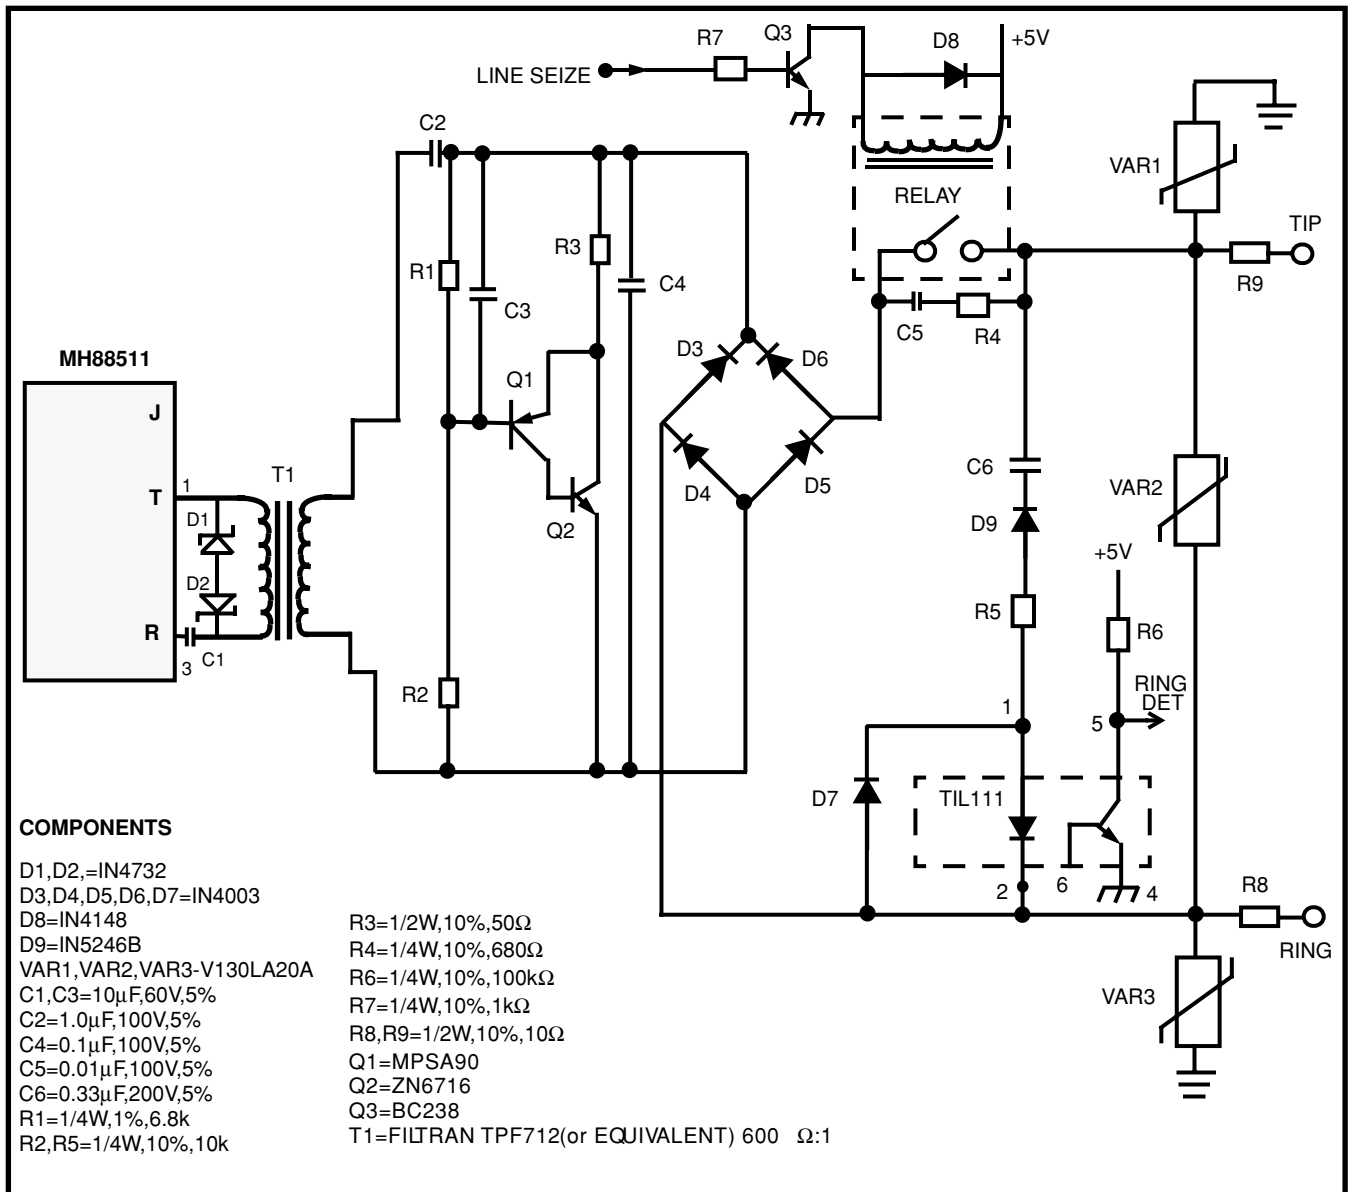 R7
Q3
D8
+5V
LINE SEIZE
C2
VAR1
RELAY
TIP
R3
R1
C4
C3
R9
C5
R4
MH88511
D3
D6
Q1
J
T1
C6
VAR2
T
1
D4
D5
D1
Q2
D9
+5V
D2
R5
R6
R
3
C1
RING
DET
R2
1
5
D7
TIL111
COMPONENTS
2
6
4
R8
RING
VAR3
D1,D2,=IN4732
D3,D4,D5,D6,D7=IN4003
D8=IN4148
D9=IN5246B
VAR1,VAR2,VAR3-V130LA20A
C1,C3=10μF,60V,5%
C2=1.0μF,100V,5%
C4=0.1μF,100V,5%
C5=0.01μF,100V,5%
C6=0.33μF,200V,5%
R1=1/4W,1%,6.8k
R2,R5=1/4W,10%,10k
R3=1/2W,10%,50Ω
R4=1/4W,10%,680Ω
R6=1/4W,10%,100kΩ
R7=1/4W,10%,1kΩ
R8,R9=1/2W,10%,10Ω
Q1=MPSA90
Q2=ZN6716
Q3=BC238
T1=FILTRAN TPF712(or EQUIVALENT) 600 Ω:1